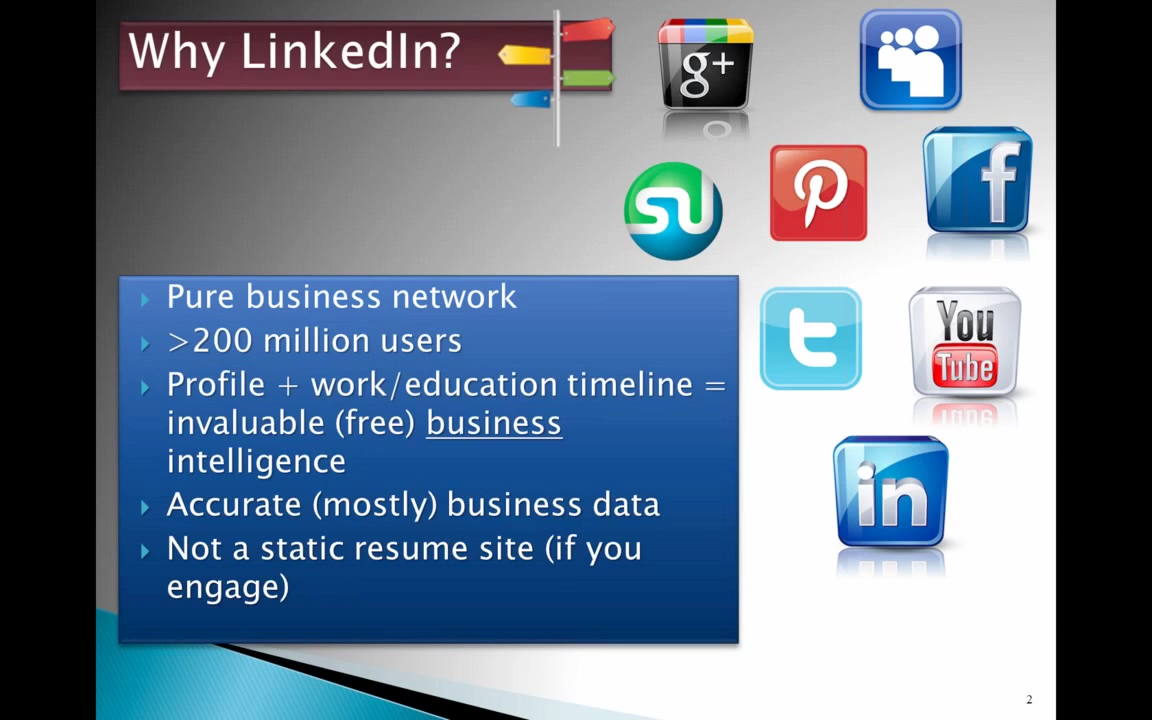 Why LinkedIn?
g+
f
su
p
t
You
Tube
in
▸ Pure business network
▸ >200 million users
▸ Profile + work/education timeline =
invaluable (free) business
intelligence
▸ Accurate (mostly) business data
▸ Not a static resume site (if you
engage)
2